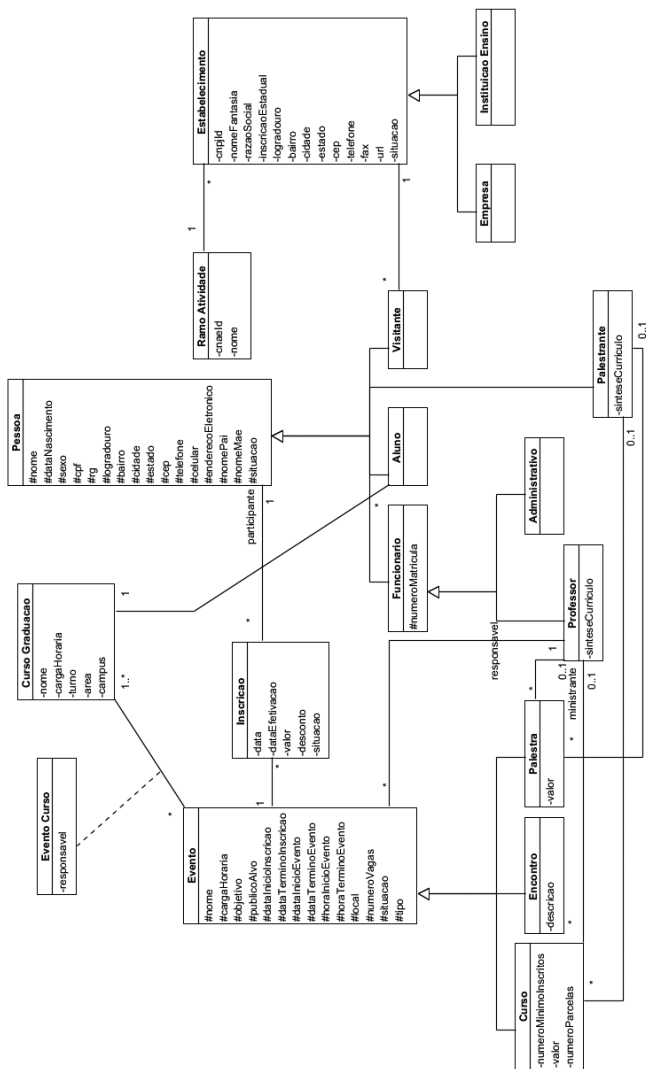 Evento Curso
-responsavel
Curso Graduacao
-nome
-cargaHoraria
-turno
-area
-campus
Pessoa
#nome
#dataNascimento
#sexo
#cpf
#rg
#logradouro
#bairro
#cidade
#estado
#cep
#telefone
#celular
#enderecoEletronico
#nomePai
#nomeMae
#situacao
Ramo Atividade
-cnaeId
-nome
Estabelecimento
-cnpjId
-nomeFantasia
-razaoSocial
-inscricaoEstadual
-logradouro
-bairro
-cidade
-estado
-cep
-telefone
-fax
-url
-situacao
1
*
1..*
1
*
participante
1
*
*
1
Evento
#nome
#cargaHoraria
#objetivo
#publicoAlvo
#dataInicioInscricao
#dataTerminoInscricao
#dataInicioEvento
#dataTerminoEvento
#horaInicioEvento
#horaTerminoEvento
#local
#numeroVagas
#situacao
#tipo
1
*
*
Inscricao
-data
-dataEfetivacao
-valor
-desconto
-situacao
Funcionario
#numeroMatricula
Aluno
*
Visitante
Empresa
Instituicao Ensino
responsavel
1
Curso
-numeroMinimoInscritos
-valor
-numeroParcelas
*
*
Encontro
-descricao
Palestra
-valor
*
*
ministrante
0..1
0..1
Professor
-sinteseCurriculo
Administrativo
Palestrante
-sinteseCurriculo
0..1
0..1